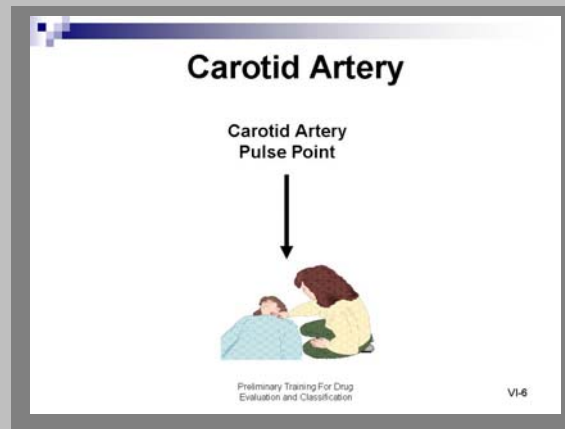 Carotid Artery
Carotid Artery
Pulse Point
Preliminary Training For Drug
Evaluation and Classification
VI-6